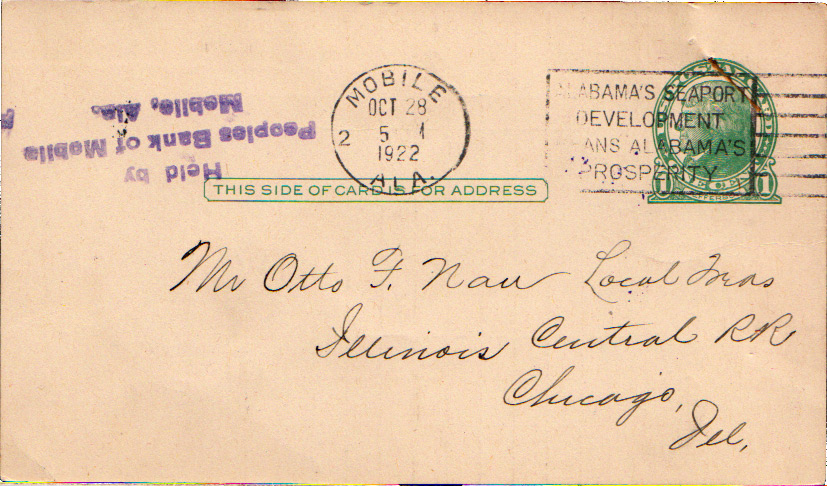 Held by
Peoples Bank of Mobile
Mobile, Ala.
MOBILE
OCT 28
2 5 M
1922
ALA.
ALABAMA'S SEAPORT
DEVELOPMENT
ANS ALABAMA'S
PROSPERITY
1 1
THIS SIDE OF CARD IS FOR ADDRESS
Mr Otto F. Nau Local Treas
Illinois Central RR
Chicago,
Ill.